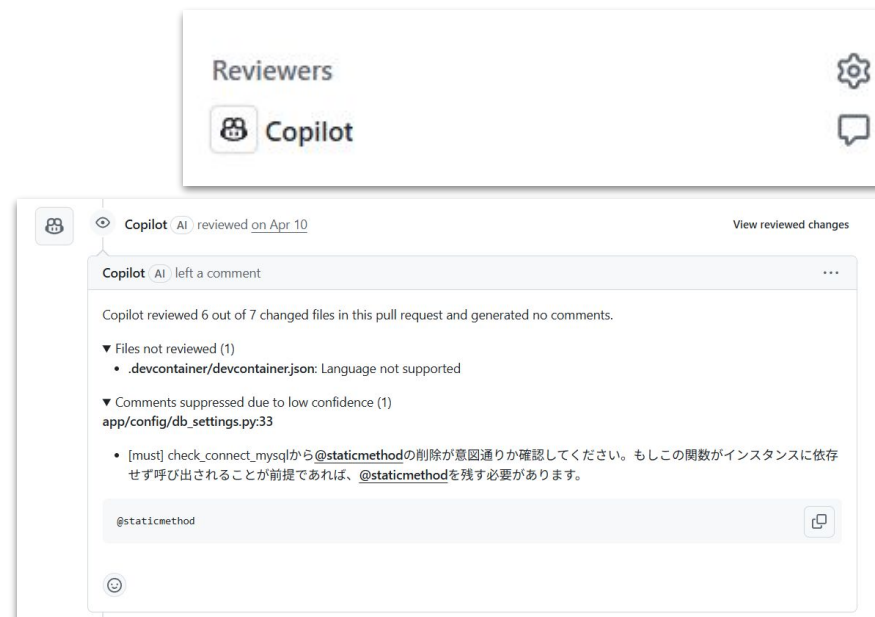 Reviewers
Copilot
Copilot AI reviewed on Apr 10
View reviewed changes
Copilot AI left a comment
Copilot reviewed 6 out of 7 changed files in this pull request and generated no comments.
▼ Files not reviewed (1)
• .devcontainer/devcontainer.json: Language not supported
▼ Comments suppressed due to low confidence (1)
app/config/db_settings.py:33
• [must] check_connect_mysqlから@staticmethodの削除が意図通りか確認してください。もしこの関数がインスタンスに依存
せず呼び出されることが前提であれば、@staticmethodを残す必要があります。
@staticmethod